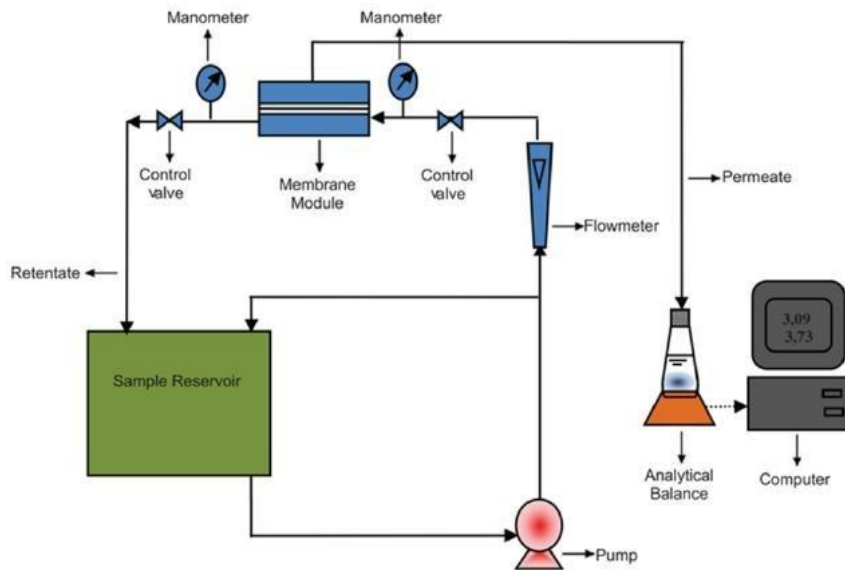 Manometer
Manometer
Control
valve
Membrane
Module
Control
valve
Permeate
Flowmeter
Retentate
3,09
3,73
Sample Reservoir
Analytical
Balance
Computer
Pump